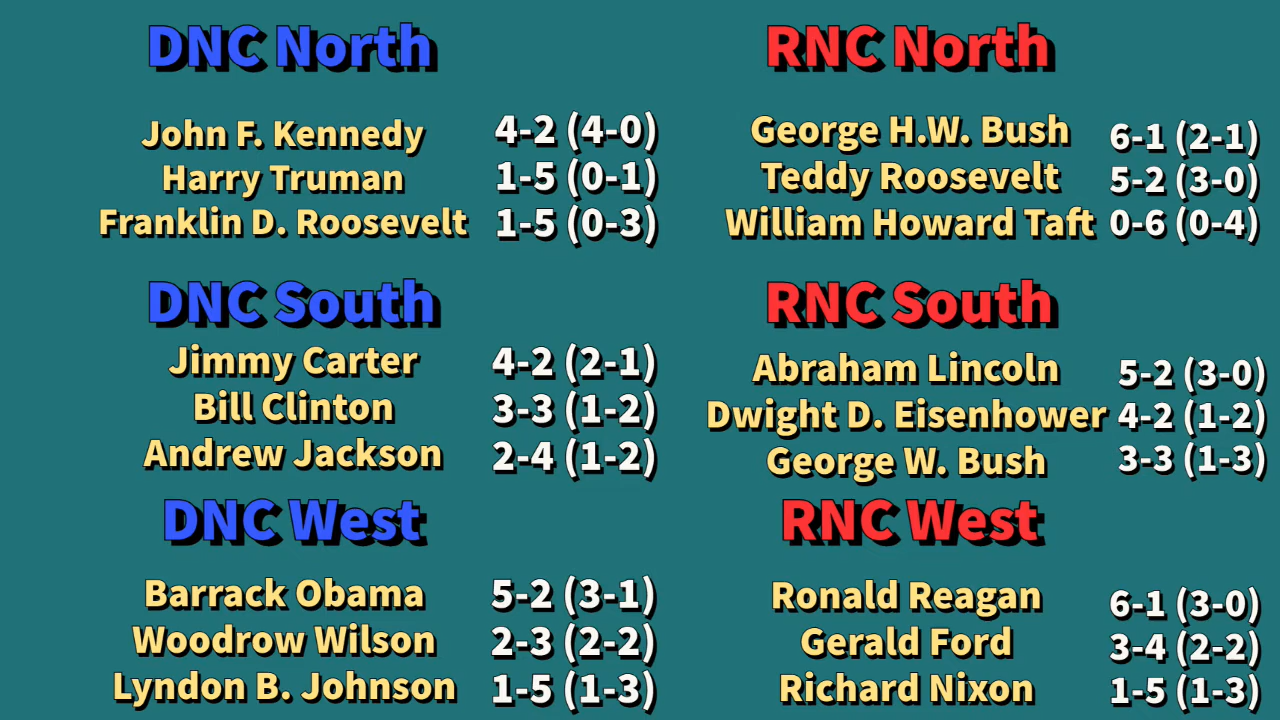 DNC North
John F. Kennedy 4-2 (4-0)
Harry Truman 1-5 (0-1)
Franklin D. Roosevelt 1-5 (0-3)
DNC South
Jimmy Carter 4-2 (2-1)
Bill Clinton 3-3 (1-2)
Andrew Jackson 2-4 (1-2)
DNC West
Barrack Obama 5-2 (3-1)
Woodrow Wilson 2-3 (2-2)
Lyndon B. Johnson 1-5 (1-3)
RNC North
George H.W. Bush 6-1 (2-1)
Teddy Roosevelt 5-2 (3-0)
William Howard Taft 0-6 (0-4)
RNC South
Abraham Lincoln 5-2 (3-0)
Dwight D. Eisenhower 4-2 (1-2)
George W. Bush 3-3 (1-3)
RNC West
Ronald Reagan 6-1 (3-0)
Gerald Ford 3-4 (2-2)
Richard Nixon 1-5 (1-3)